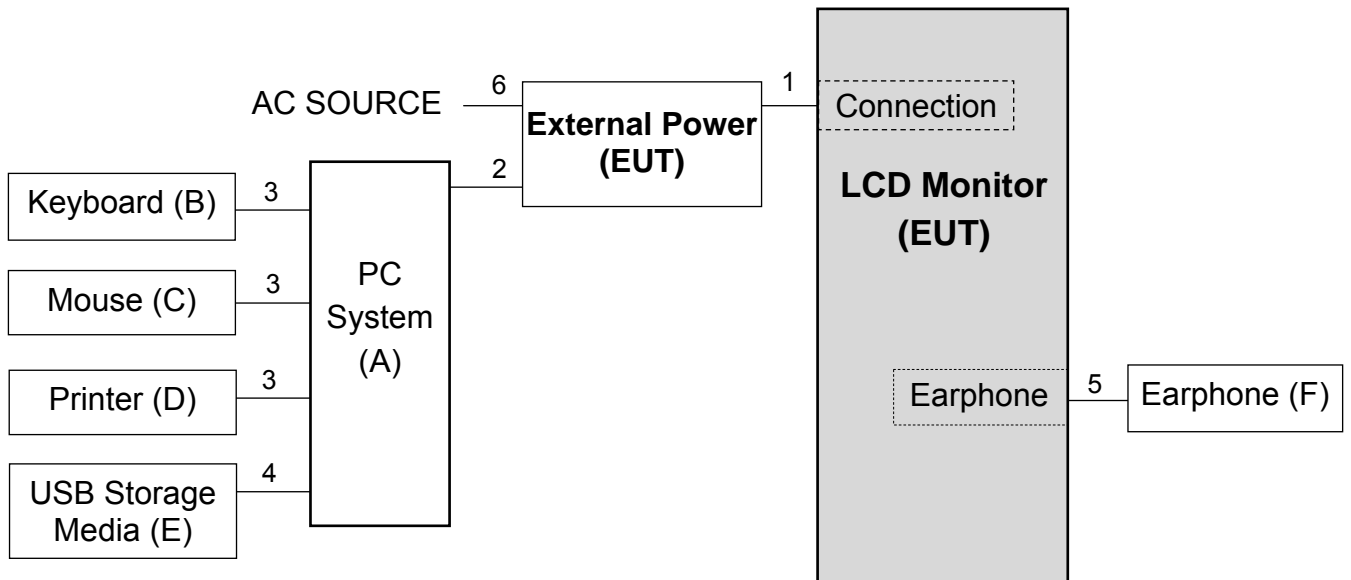 AC SOURCE
6
External Power
(EUT)
1
Connection
LCD Monitor
(EUT)
2
Keyboard (B)
3
Mouse (C)
3
PC
System
(A)
Printer (D)
3
USB Storage
Media (E)
4
Earphone
5
Earphone (F)